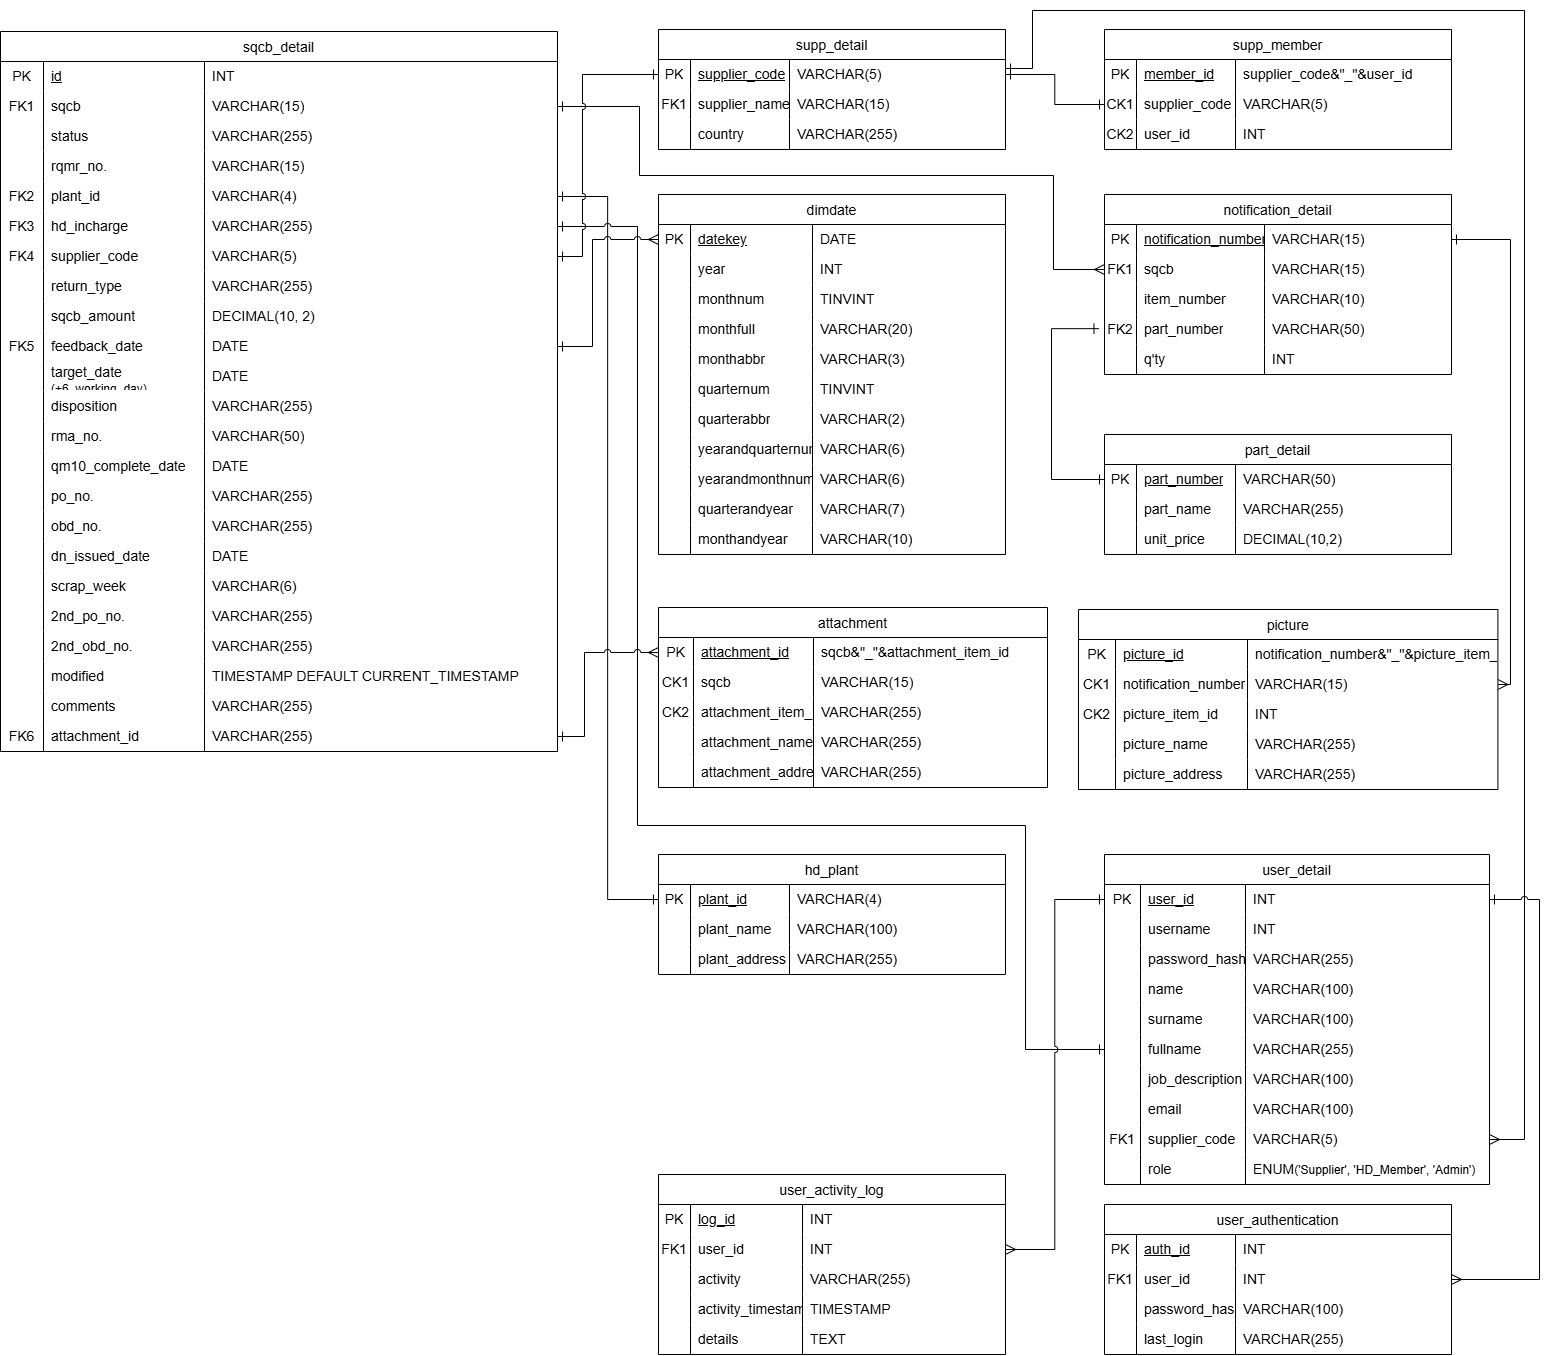 sqcb_detail
PK id INT
FK1 sqcb VARCHAR(15)
status VARCHAR(255)
rqmr_no. VARCHAR(15)
FK2 plant_id VARCHAR(4)
FK3 hd_incharge VARCHAR(255)
FK4 supplier_code VARCHAR(5)
return_type VARCHAR(255)
sqcb_amount DECIMAL(10, 2)
FK5 feedback_date DATE
target_date DATE
(+6_working_day)
disposition VARCHAR(255)
rma_no. VARCHAR(50)
qm10_complete_date DATE
po_no. VARCHAR(255)
obd_no. VARCHAR(255)
dn_issued_date DATE
scrap_week VARCHAR(6)
2nd_po_no. VARCHAR(255)
2nd_obd_no. VARCHAR(255)
modified TIMESTAMP DEFAULT CURRENT_TIMESTAMP
comments VARCHAR(255)
FK6 attachment_id VARCHAR(255)
supp_detail
PK supplier_code VARCHAR(5)
FK1 supplier_name VARCHAR(15)
country VARCHAR(255)
supp_member
PK member_id supplier_code&"_"&user_id
CK1 supplier_code VARCHAR(5)
CK2 user_id INT
dimdate
PK datekey DATE
year INT
monthnum TINVINT
monthfull VARCHAR(20)
monthabbr VARCHAR(3)
quarternum TINVINT
quarterabbr VARCHAR(2)
yearandquarternum VARCHAR(6)
yearandmonthnum VARCHAR(6)
quarterandyear VARCHAR(7)
monthandyear VARCHAR(10)
notification_detail
PK notification_number VARCHAR(15)
FK1 sqcb VARCHAR(15)
item_number VARCHAR(10)
FK2 part_number VARCHAR(50)
q'ty INT
part_detail
PK part_number VARCHAR(50)
part_name VARCHAR(255)
unit_price DECIMAL(10,2)
attachment
PK attachment_id sqcb&"_"&attachment_item_id
CK1 sqcb VARCHAR(15)
CK2 attachment_item_ VARCHAR(255)
attachment_name VARCHAR(255)
attachment_addre VARCHAR(255)
picture
PK picture_id notification_number&"_"&picture_item_
CK1 notification_number VARCHAR(15)
CK2 picture_item_id INT
picture_name VARCHAR(255)
picture_address VARCHAR(255)
hd_plant
PK plant_id VARCHAR(4)
plant_name VARCHAR(100)
plant_address VARCHAR(255)
user_detail
PK user_id INT
username INT
password_hash VARCHAR(255)
name VARCHAR(100)
surname VARCHAR(100)
fullname VARCHAR(255)
job_description VARCHAR(100)
email VARCHAR(100)
FK1 supplier_code VARCHAR(5)
role ENUM('Supplier', 'HD_Member', 'Admin')
user_activity_log
PK log_id INT
FK1 user_id INT
activity VARCHAR(255)
activity_timestam TIMESTAMP
details TEXT
user_authentication
PK auth_id INT
FK1 user_id INT
password_has VARCHAR(100)
last_login VARCHAR(255)